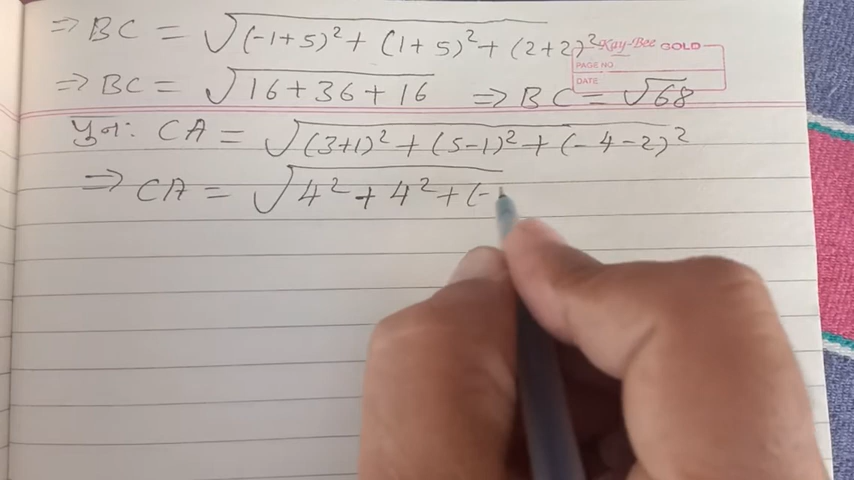 ⇒ BC = √(-1+5)² + (1+5)² + (2+2)²
Kay-Bee GOLD
PAGE NO.
DATE:
⇒ BC = √16+36+16 ⇒ BC = √68
पुनः CA = √(3+1)² + (5-1)² + (-4-2)²
⇒ CA = √4² + 4² + (-